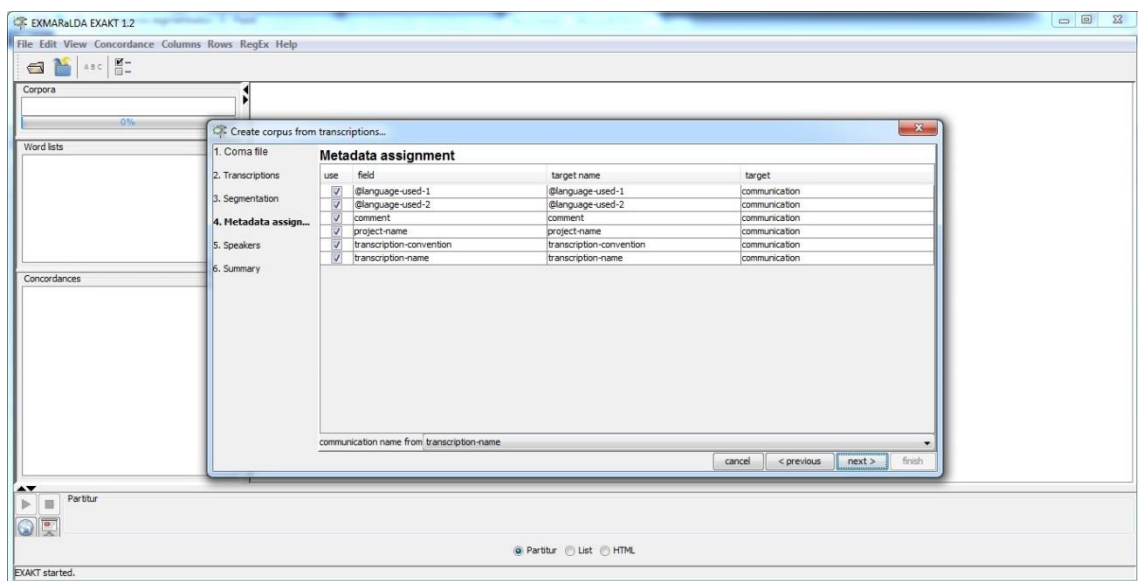 EXMARaLDA EXAKT 1.2
File Edit View Concordance Columns Rows RegEx Help
ABC
Corpora
0%
Word lists
Concordances
Create corpus from transcriptions...
1. Coma file
2. Transcriptions
3. Segmentation
4. Metadata assign...
5. Speakers
6. Summary
Metadata assignment
use field target name target
@language-used-1 @language-used-1 communication
@language-used-2 @language-used-2 communication
comment comment communication
project-name project-name communication
transcription-convention transcription-convention communication
transcription-name transcription-name communication
communication name from transcription-name
cancel < previous next > finish
Partitur
Partitur List HTML
EXAKT started.